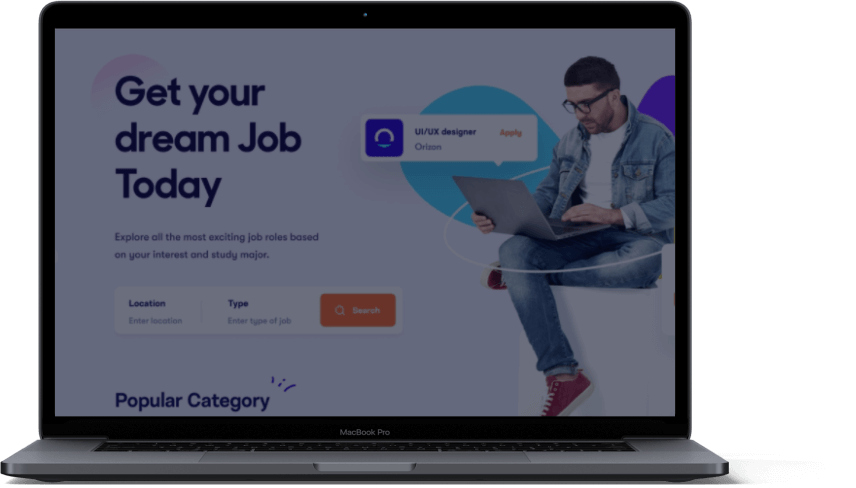 Get your
dream Job
Today
UI/UX designer
Apply
Orizon
Explore all the most exciting job roles based
on your interest and study major.
Location
Type
Search
Enter location
Enter type of job
Popular Category
MacBook Pro